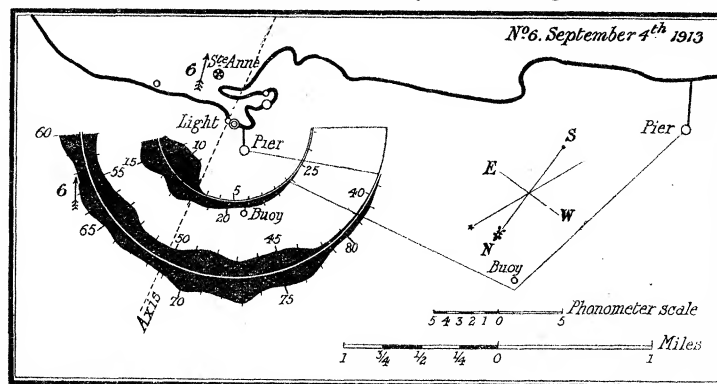 Nº6. September 4th 1913
6 Ste Anne
Light
Pier
Pier
60
10
15
25
S
E
W
N
55
6
5
40
20
Buoy
65
50
45
80
70
75
Buoy
Axis
5 4 3 2 1 0 5 Phonometer scale
1 ¾ ½ ¼ 0 1 Miles